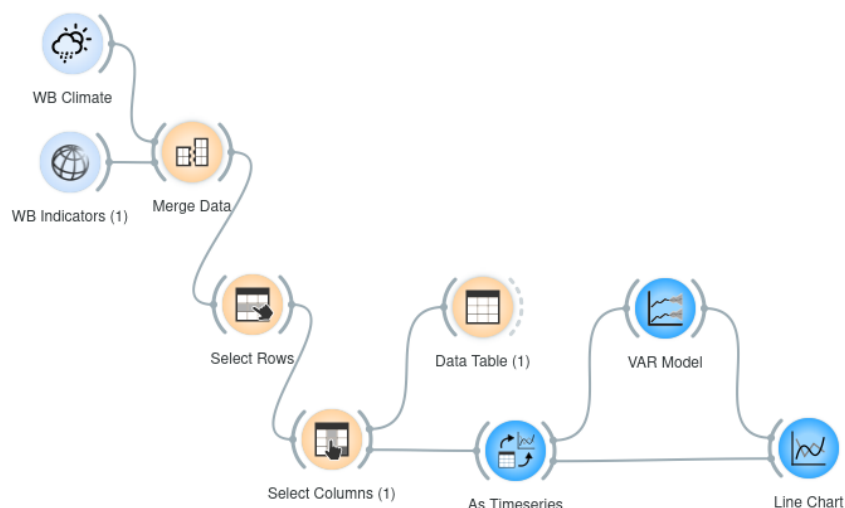 WB Climate
WB Indicators (1)
Merge Data
Select Rows
Data Table (1)
VAR Model
Select Columns (1)
As Timeseries
Line Chart